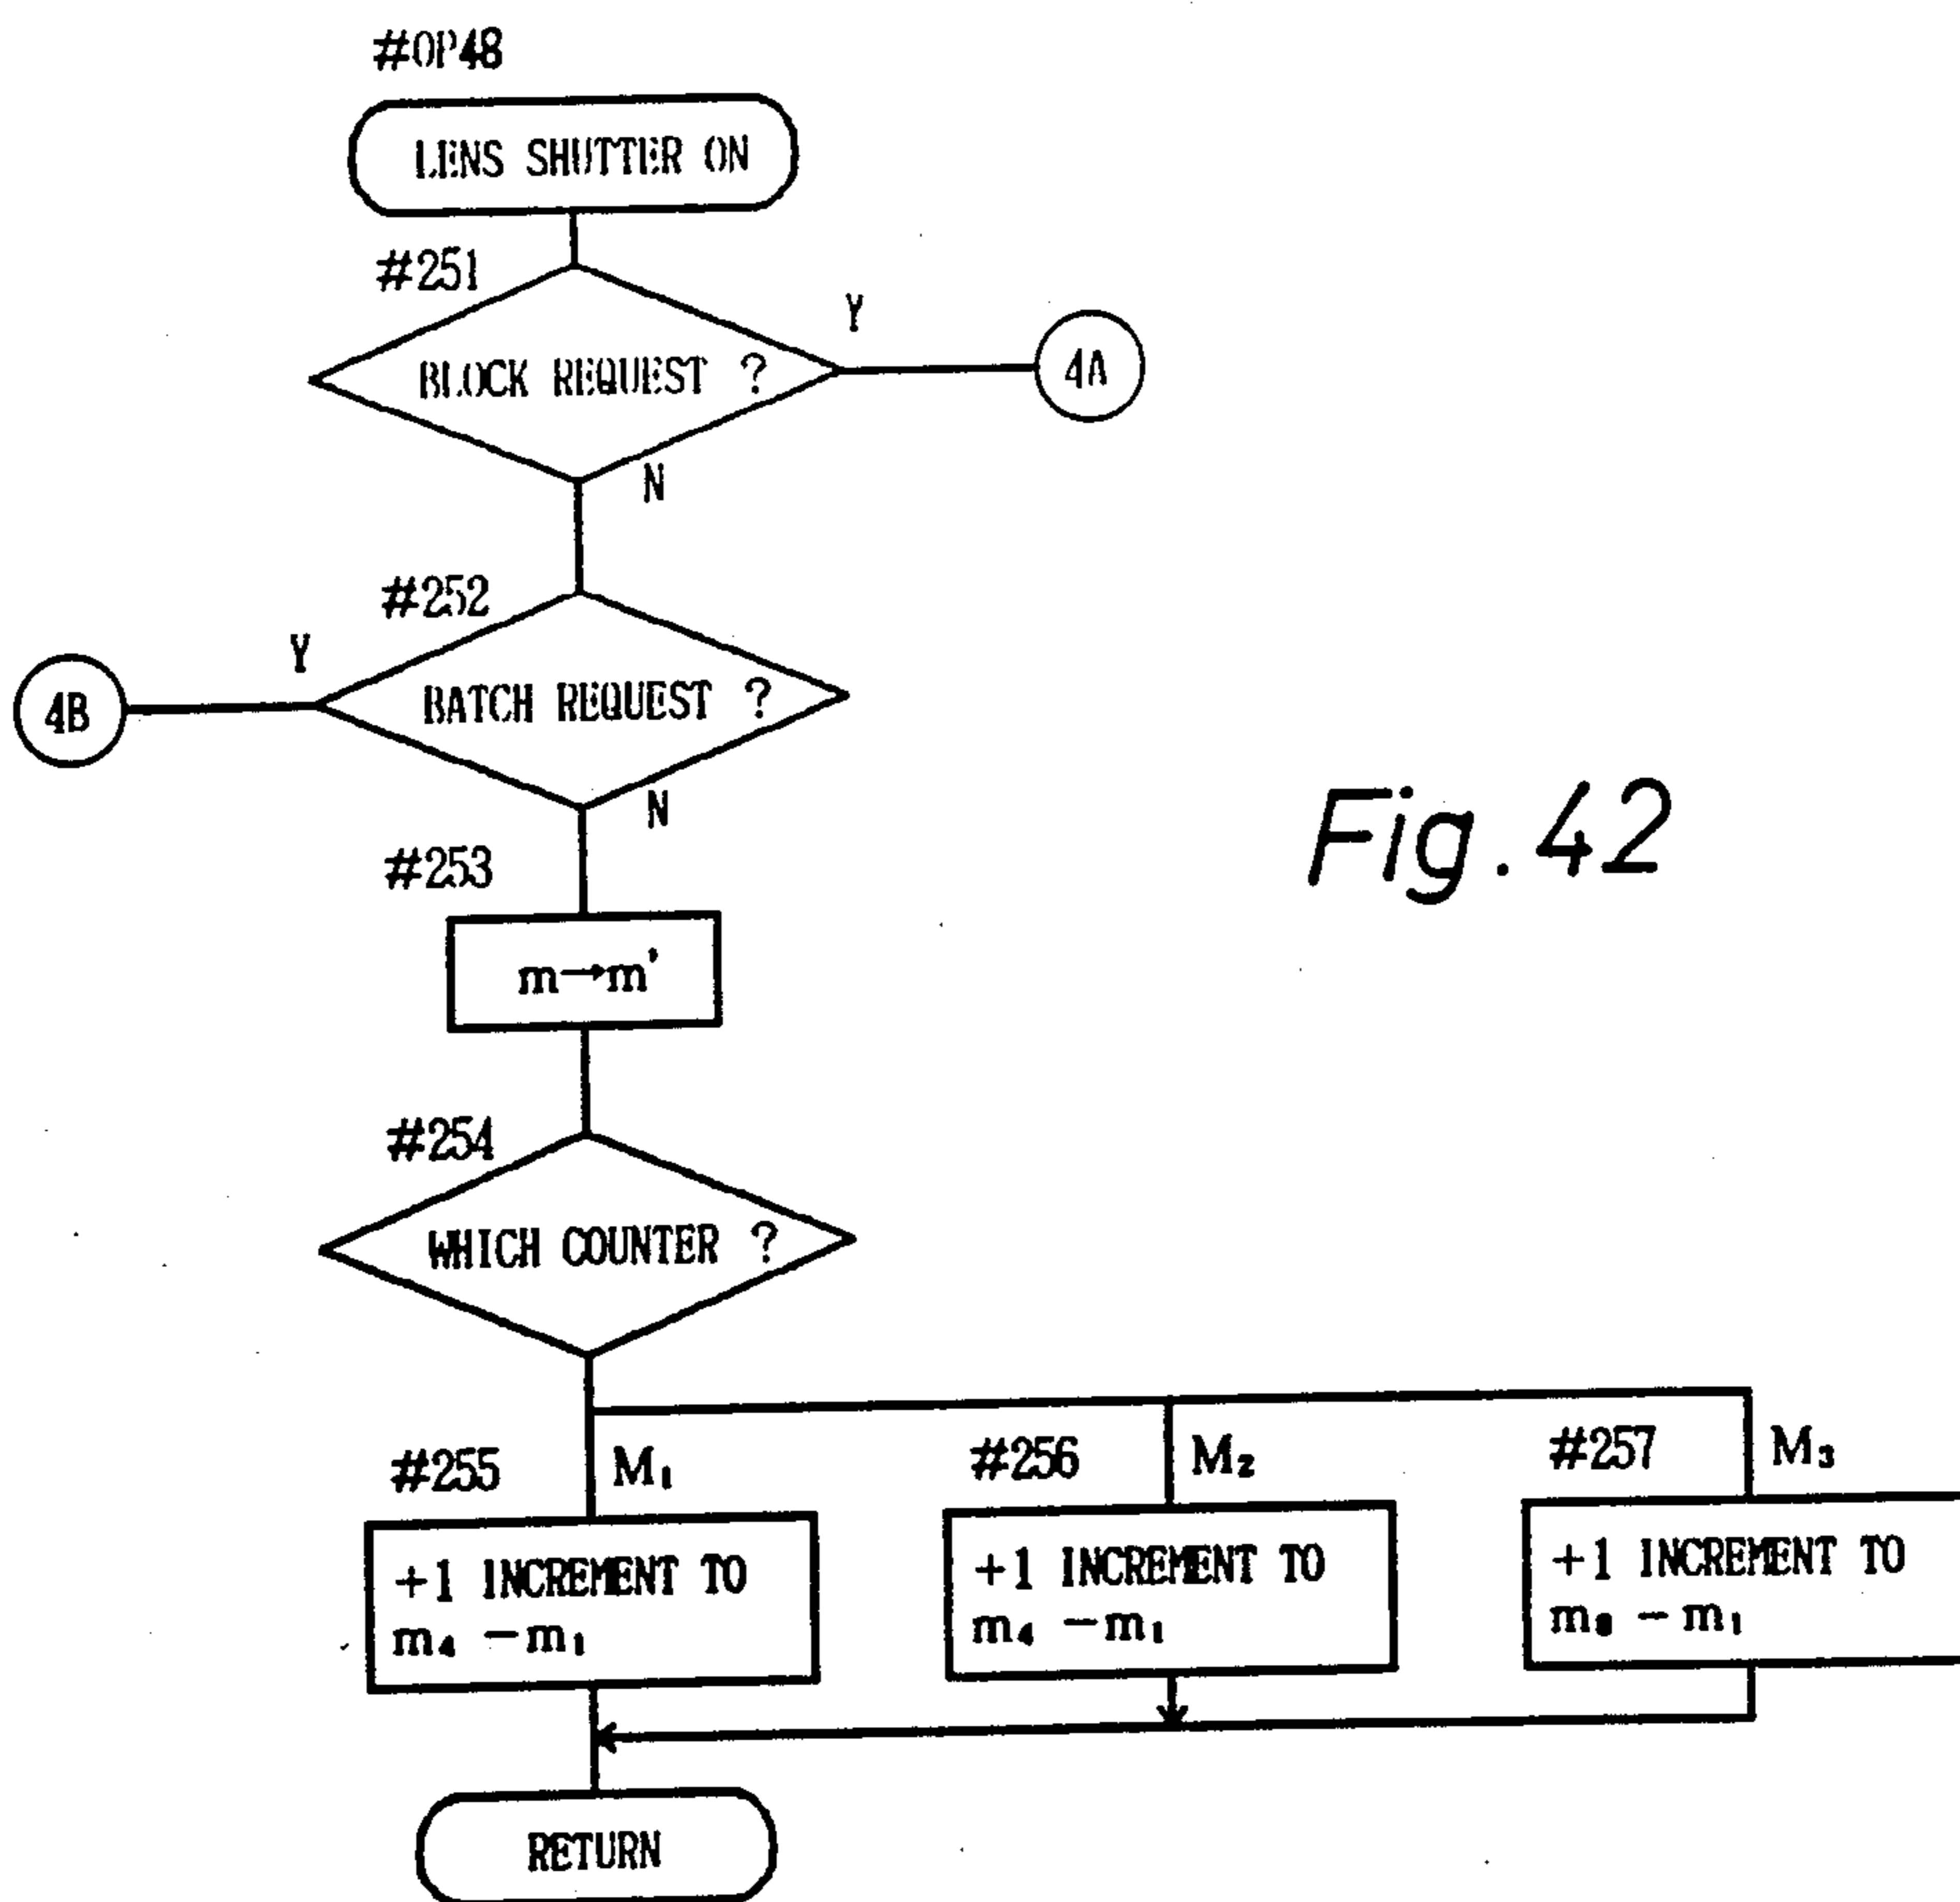 #OP48
LENS SHUTTER ON
#251
Y
BLOCK REQUEST ?
4A
N
#252
Y
4B
BATCH REQUEST ?
N
#253
m→m'
Fig.42
#254
WHICH COUNTER ?
#255 M₁
#256 M₂
#257 M₃
+1 INCREMENT TO
m₄ −m₁
+1 INCREMENT TO
m₄ −m₁
+1 INCREMENT TO
m₈ −m₁
RETURN